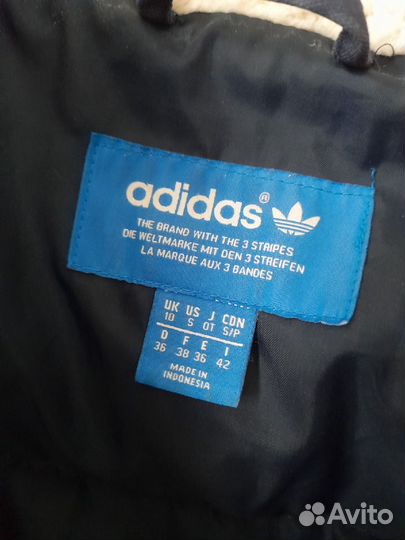 adidas®
THE BRAND WITH THE 3 STRIPES
DIE WELTMARKE MIT DEN 3 STREIFEN
LA MARQUE AUX 3 BANDES
UK US J CDN
10 S OT S/P
D F E I
36 38 36 42
MADE IN
INDONESIA
Avito